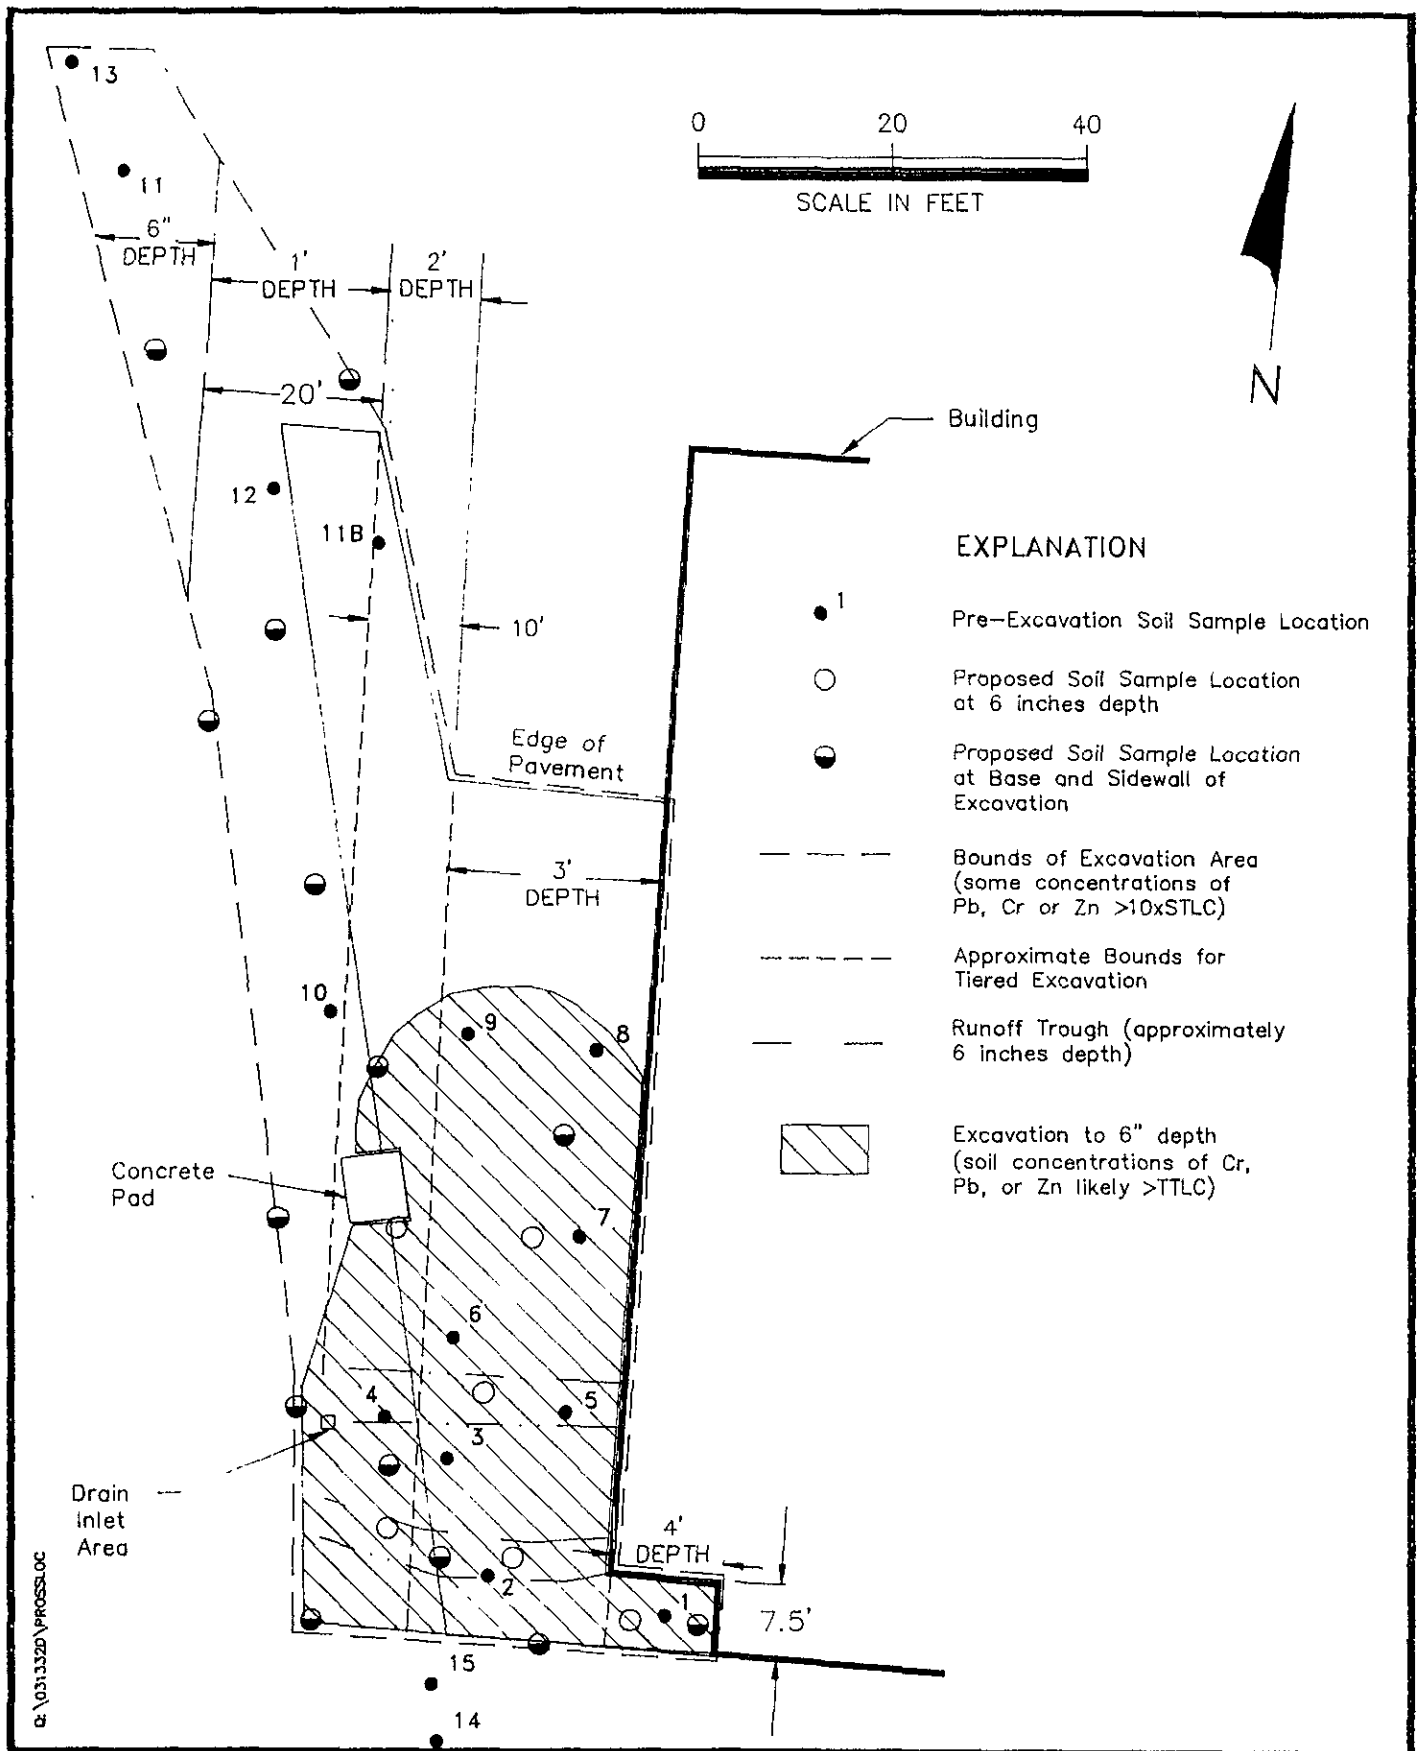 13
11
6"
DEPTH
1'
DEPTH
2'
DEPTH
0 20 40
SCALE IN FEET
N
20'
Building
12
11B
10'
EXPLANATION
1
Pre-Excavation Soil Sample Location
Proposed Soil Sample Location
at 6 inches depth
Proposed Soil Sample Location
at Base and Sidewall of
Excavation
Bounds of Excavation Area
(some concentrations of
Pb, Cr or Zn >10xSTLC)
Approximate Bounds for
Tiered Excavation
Runoff Trough (approximately
6 inches depth)
Excavation to 6" depth
(soil concentrations of Cr,
Pb, or Zn likely >TTLC)
Edge of
Pavement
3'
DEPTH
10
9
8
Concrete
Pad
7
6
4
5
3
Drain
Inlet
Area
4'
DEPTH
2
1
7.5'
15
14
Q:\031332D\PROSSLOC